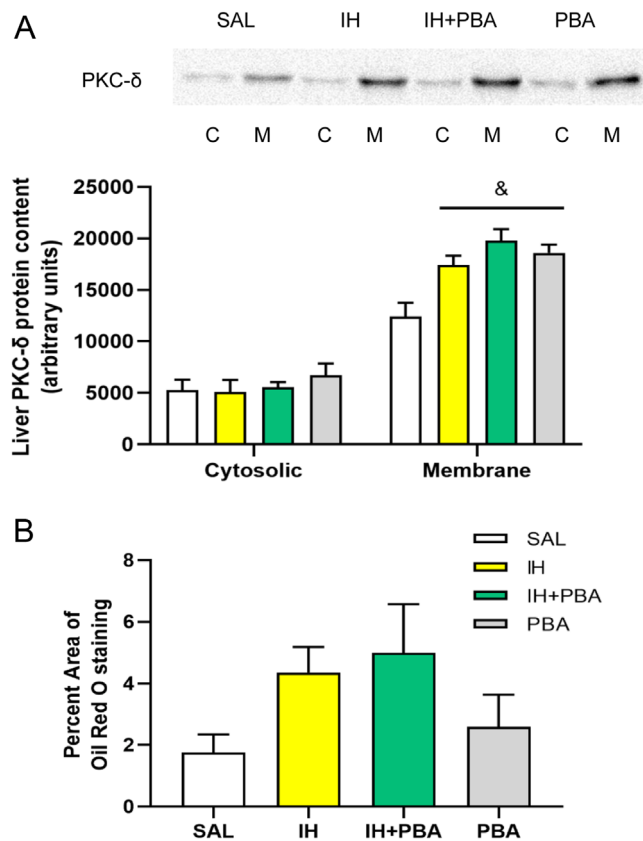 A
SAL IH IH+PBA PBA
PKC-δ
C M C M C M C M
Liver PKC-δ protein content
(arbitrary units)
25000
20000
15000
10000
5000
0
&
Cytosolic Membrane
B
Percent Area of
Oil Red O staining
8
6
4
2
0
SAL
IH
IH+PBA
PBA
SAL IH IH+PBA PBA